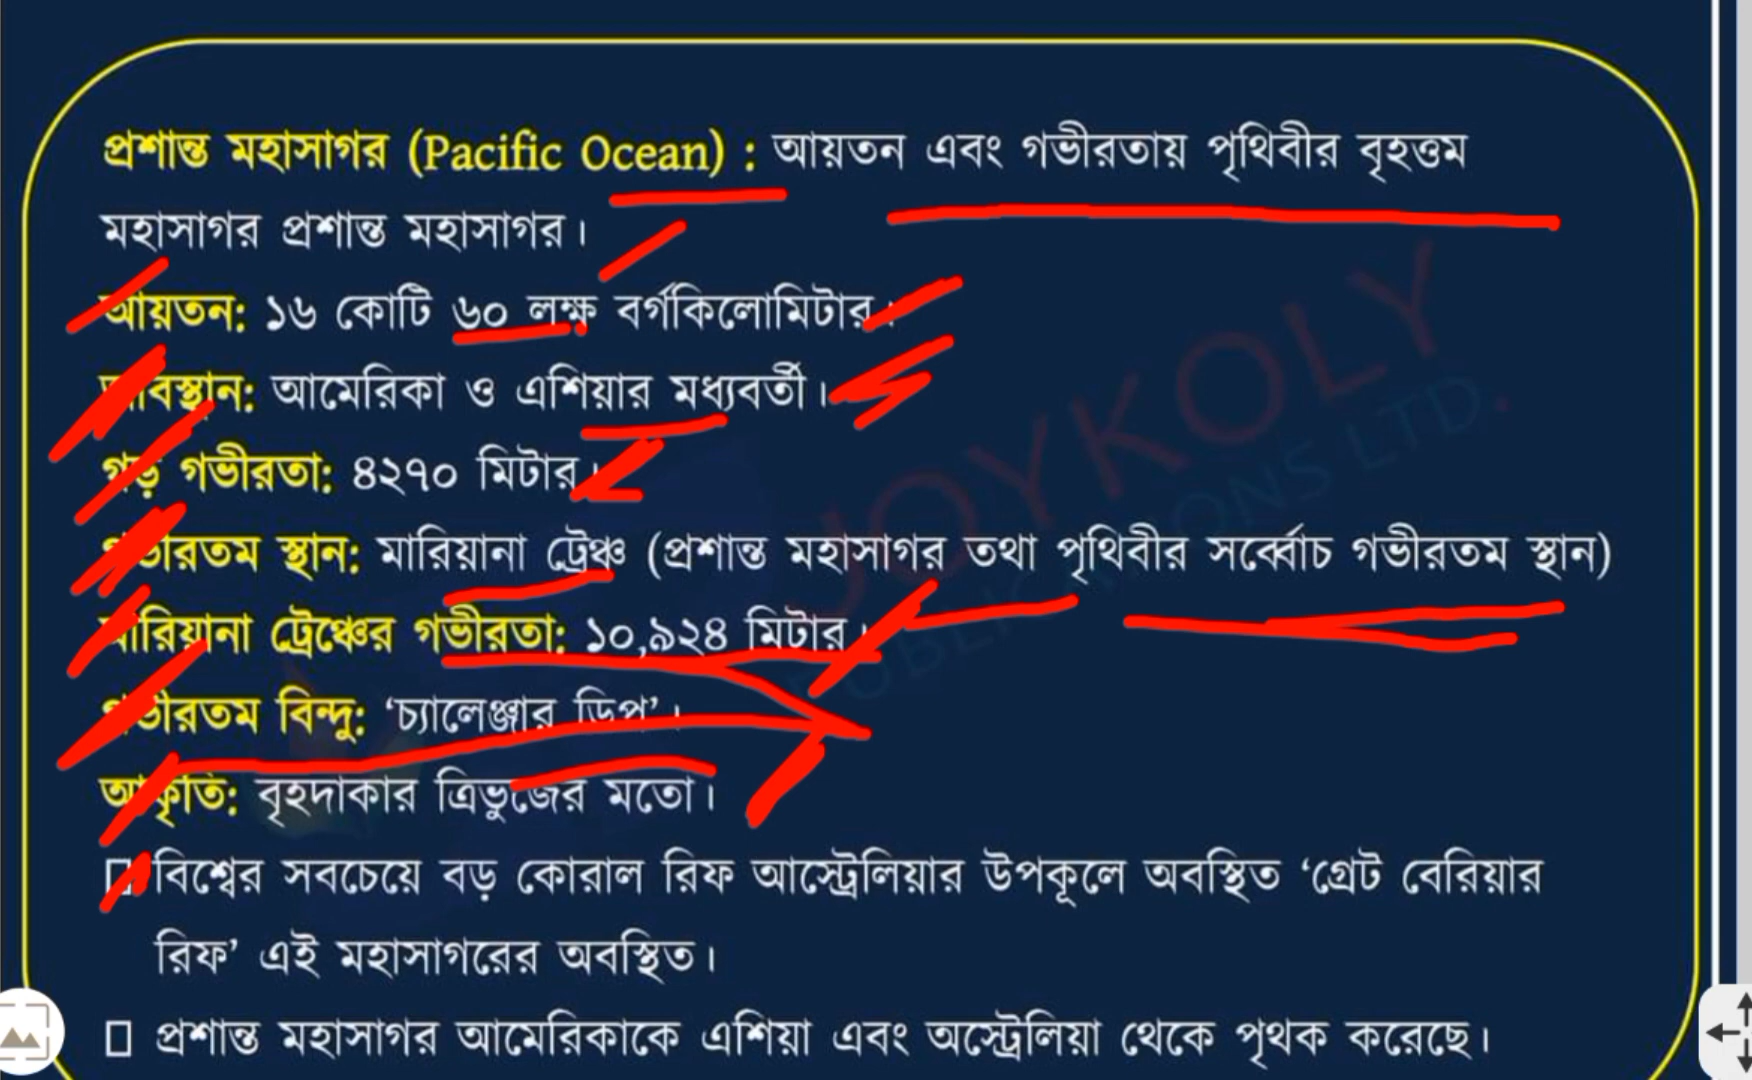 প্রশান্ত মহাসাগর (Pacific Ocean) : আয়তন এবং গভীরতায় পৃথিবীর বৃহত্তম
মহাসাগর প্রশান্ত মহাসাগর।
আয়তন: ১৬ কোটি ৬০ লক্ষ বর্গকিলোমিটার।
অবস্থান: আমেরিকা ও এশিয়ার মধ্যবর্তী।
গড় গভীরতা: ৪২৭০ মিটার।
গভীরতম স্থান: মারিয়ানা ট্রেঞ্চ (প্রশান্ত মহাসাগর তথা পৃথিবীর সর্ব্বোচ গভীরতম স্থান)
মারিয়ানা ট্রেঞ্চের গভীরতা: ১০,৯২৪ মিটার।
গভীরতম বিন্দু: ‘চ্যালেঞ্জার ডিপ’।
আকৃতি: বৃহদাকার ত্রিভুজের মতো।
বিশ্বের সবচেয়ে বড় কোরাল রিফ আস্ট্রেলিয়ার উপকূলে অবস্থিত ‘গ্রেট বেরিয়ার
রিফ’ এই মহাসাগরের অবস্থিত।
প্রশান্ত মহাসাগর আমেরিকাকে এশিয়া এবং অস্ট্রেলিয়া থেকে পৃথক করেছে।
JOYKOLY
PUBLICATIONS LTD.